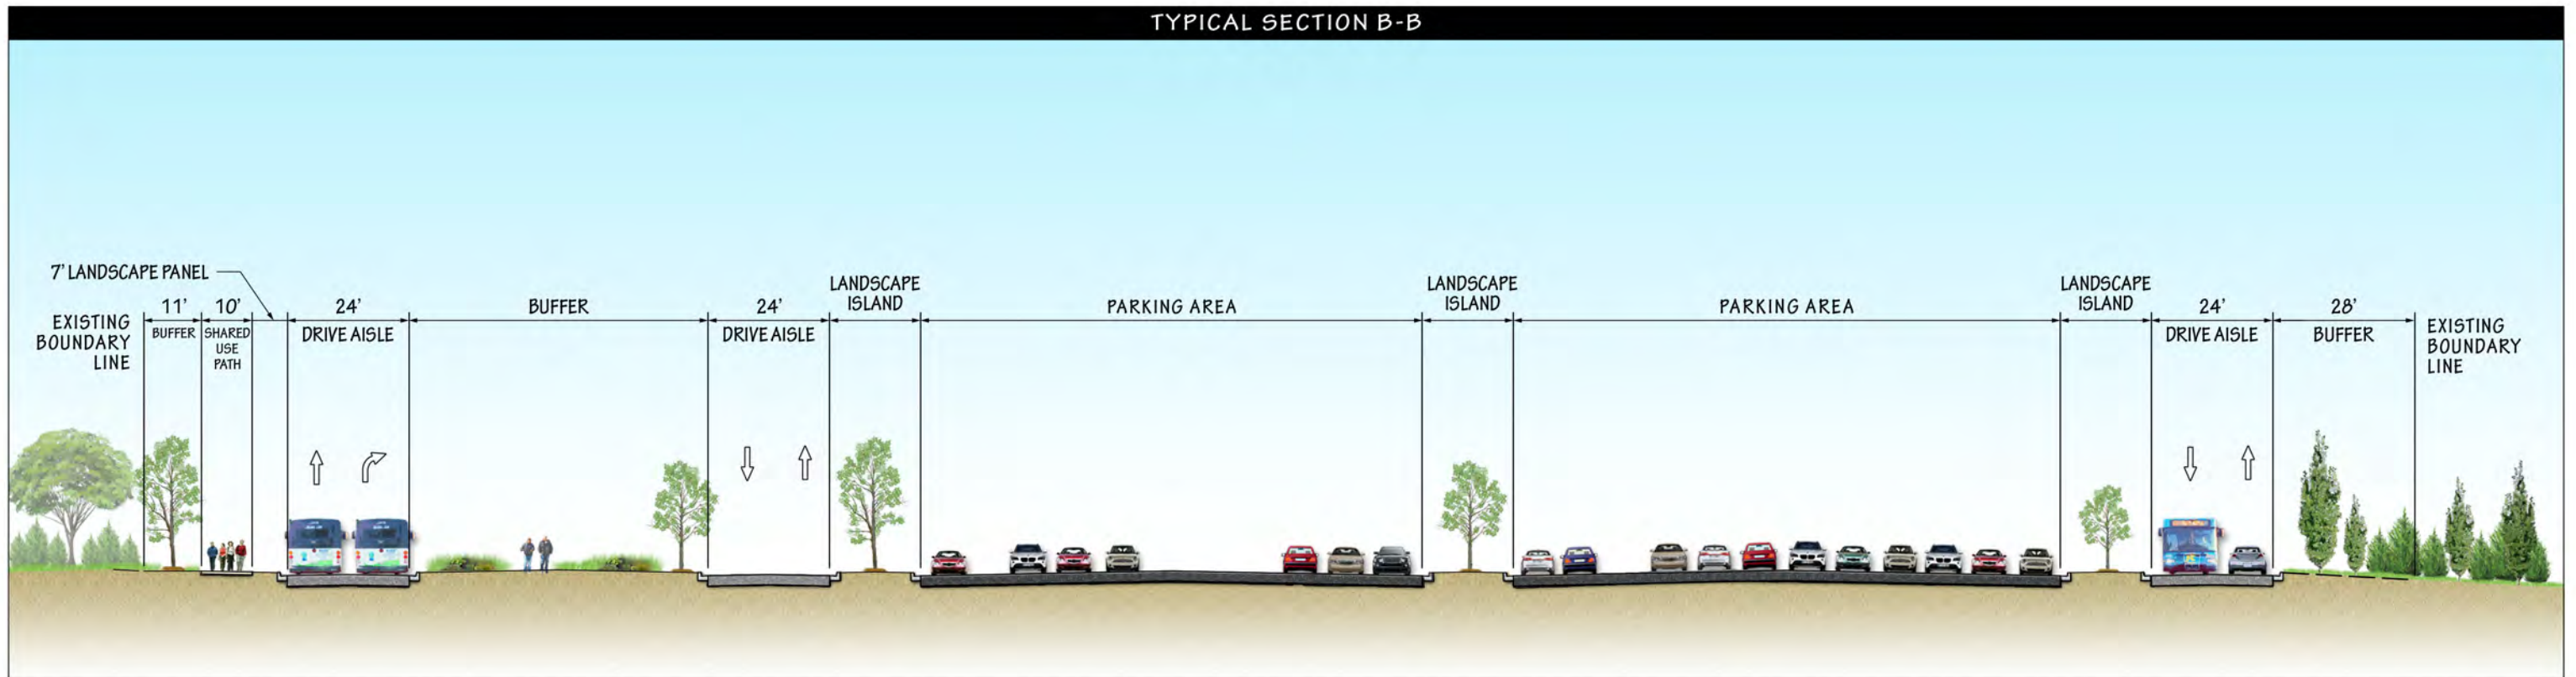 TYPICAL SECTION B-B
7' LANDSCAPE PANEL
EXISTING
BOUNDARY
LINE
11'
BUFFER
10'
SHARED
USE
PATH
24'
DRIVE AISLE
BUFFER
24'
DRIVE AISLE
LANDSCAPE
ISLAND
PARKING AREA
LANDSCAPE
ISLAND
PARKING AREA
LANDSCAPE
ISLAND
24'
DRIVE AISLE
28'
BUFFER
EXISTING
BOUNDARY
LINE